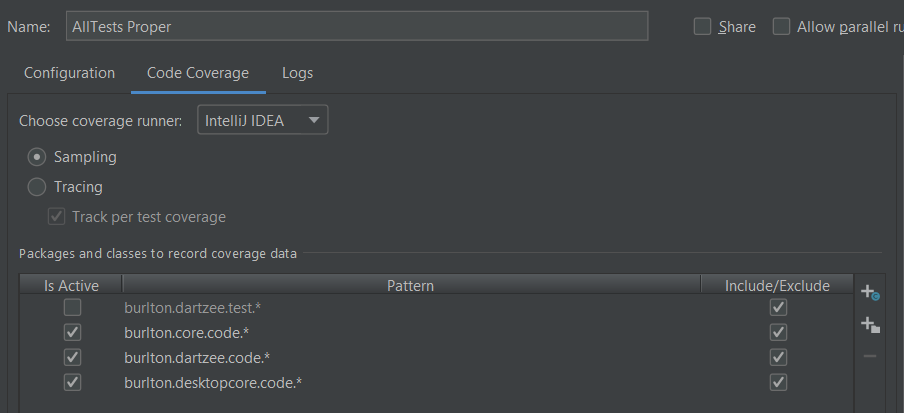 Name: AllTests Proper Share Allow parallel ru
Configuration Code Coverage Logs
Choose coverage runner: IntelliJ IDEA
Sampling
Tracing
Track per test coverage
Packages and classes to record coverage data
Is Active Pattern Include/Exclude
burlton.dartzee.test.*
burlton.core.code.*
burlton.dartzee.code.*
burlton.desktopcore.code.*